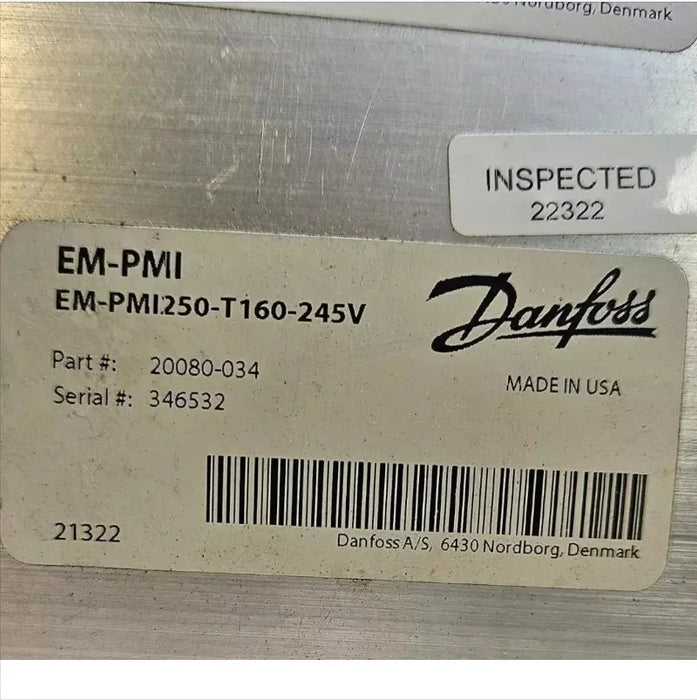 Nordborg, Denmark
INSPECTED
22322
EM-PMI
EM-PMI250-T160-245V
Danfoss
Part #: 20080-034
MADE IN USA
Serial #: 346532
21322
Danfoss A/S, 6430 Nordborg, Denmark